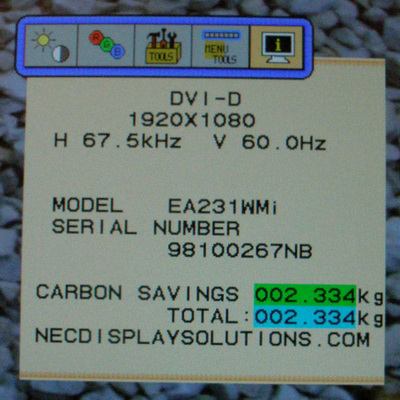 R G B TOOLS MENU TOOLS i
DVI-D
1920X1080
H 67.5kHz V 60.0Hz
MODEL EA231WMi
SERIAL NUMBER
98100267NB
CARBON SAVINGS 002.334kg
TOTAL: 002.334kg
NECDISPLAYSOLUTIONS.COM